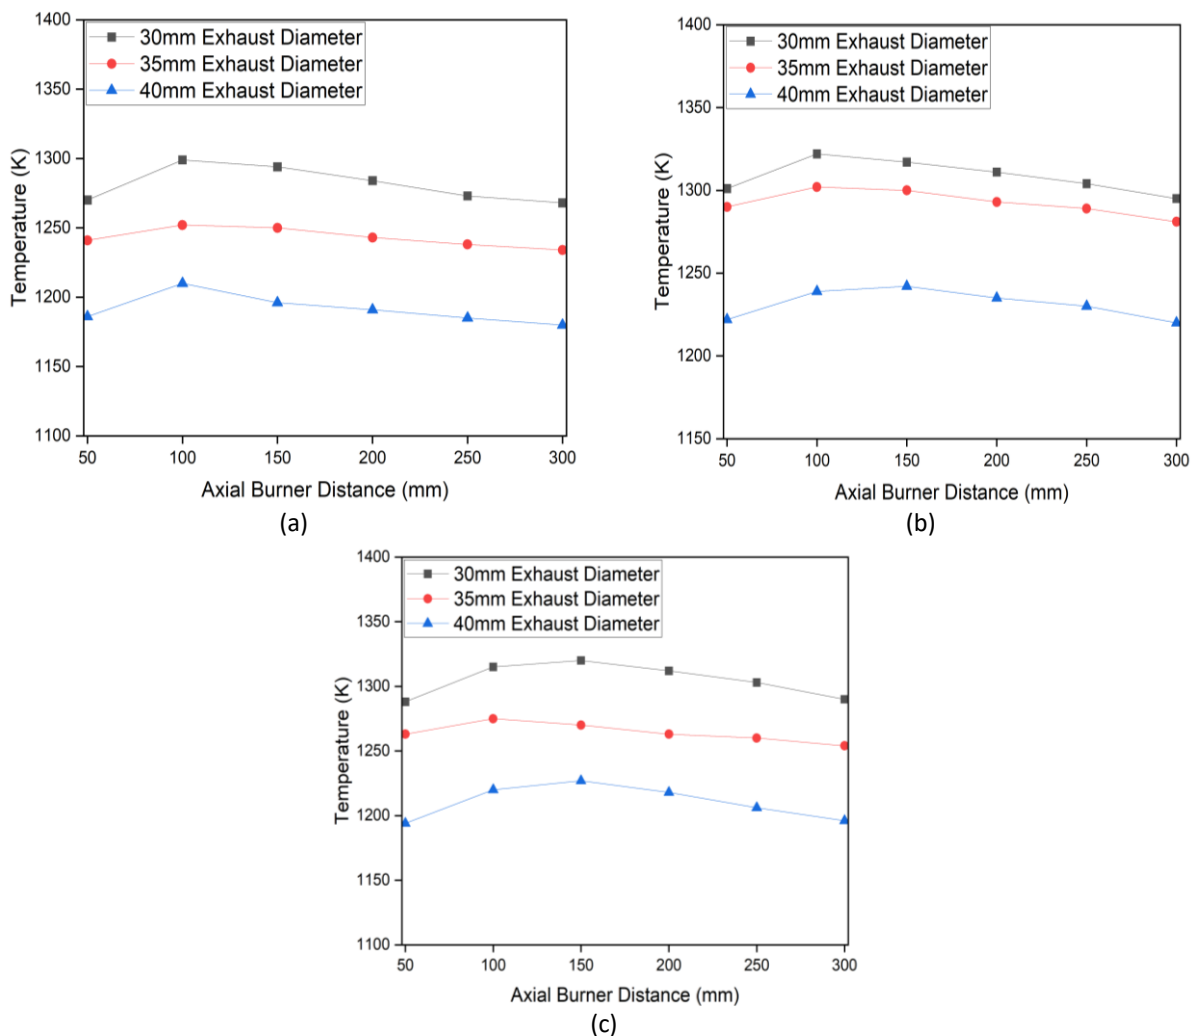 1400
1350
1300
1250
1200
1150
1100
Temperature (K)
30mm Exhaust Diameter
35mm Exhaust Diameter
40mm Exhaust Diameter
50 100 150 200 250 300
Axial Burner Distance (mm)
(a)
1400
1350
1300
1250
1200
1150
Temperature (K)
30mm Exhaust Diameter
35mm Exhaust Diameter
40mm Exhaust Diameter
50 100 150 200 250 300
Axial Burner Distance (mm)
(b)
1400
1350
1300
1250
1200
1150
1100
Temperature (K)
30mm Exhaust Diameter
35mm Exhaust Diameter
40mm Exhaust Diameter
50 100 150 200 250 300
Axial Burner Distance (mm)
(c)